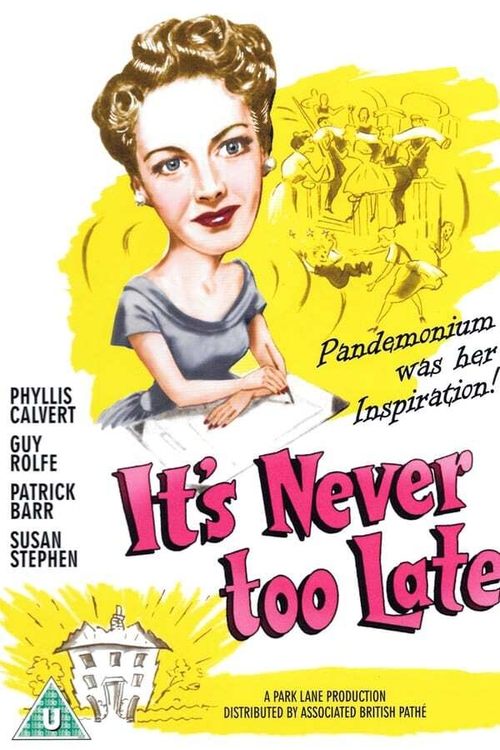 Pandemonium
was her
Inspiration!
PHYLLIS
CALVERT
GUY
ROLFE
PATRICK
BARR
SUSAN
STEPHEN
It's Never
too Late
U
A PARK LANE PRODUCTION
DISTRIBUTED BY ASSOCIATED BRITISH PATHÉ